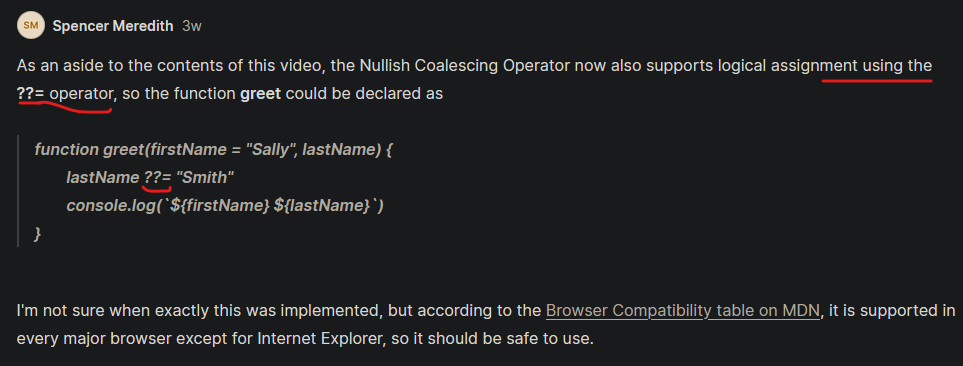 SM Spencer Meredith 3w
As an aside to the contents of this video, the Nullish Coalescing Operator now also supports logical assignment using the
??= operator, so the function greet could be declared as
function greet(firstName = "Sally", lastName) {
lastName ??= "Smith"
console.log(`${firstName} ${lastName}`)
}
I'm not sure when exactly this was implemented, but according to the Browser Compatibility table on MDN, it is supported in
every major browser except for Internet Explorer, so it should be safe to use.